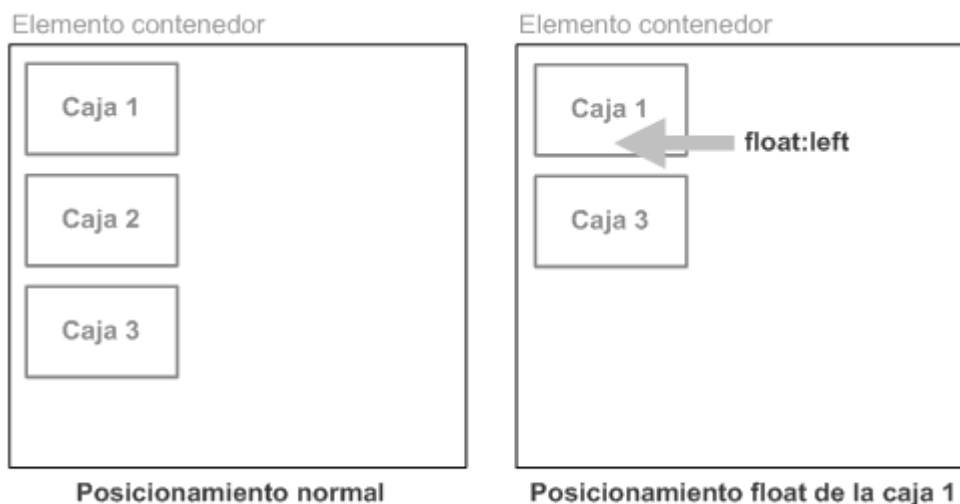 Elemento contenedor
Caja 1
Caja 2
Caja 3
Posicionamiento normal
Elemento contenedor
Caja 1
float:left
Caja 3
Posicionamiento float de la caja 1